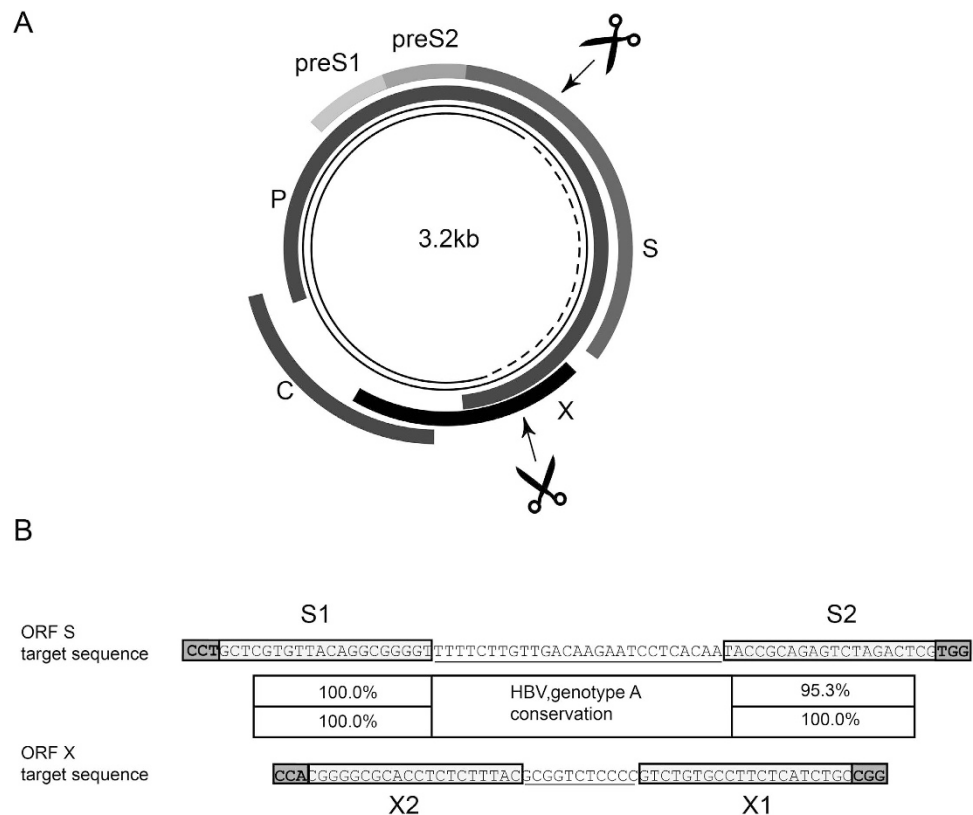 A
preS1
preS2
P
3.2kb
S
C
X
B
S1
S2
ORF S
target sequence
CCTGCTCGTGTTACAGGCGGGGTTTTTCTTGTTGACAAGAATCCTCACAATACCGCAGAGTCTAGACTCGTGG
100.0%
HBV,genotype A
conservation
95.3%
100.0%
100.0%
ORF X
target sequence
CCACGGGGCGCACCTCTCTTTACGCGGTCTCCCCGTCTGTGCCTTCTCATCTGCCGG
X2
X1